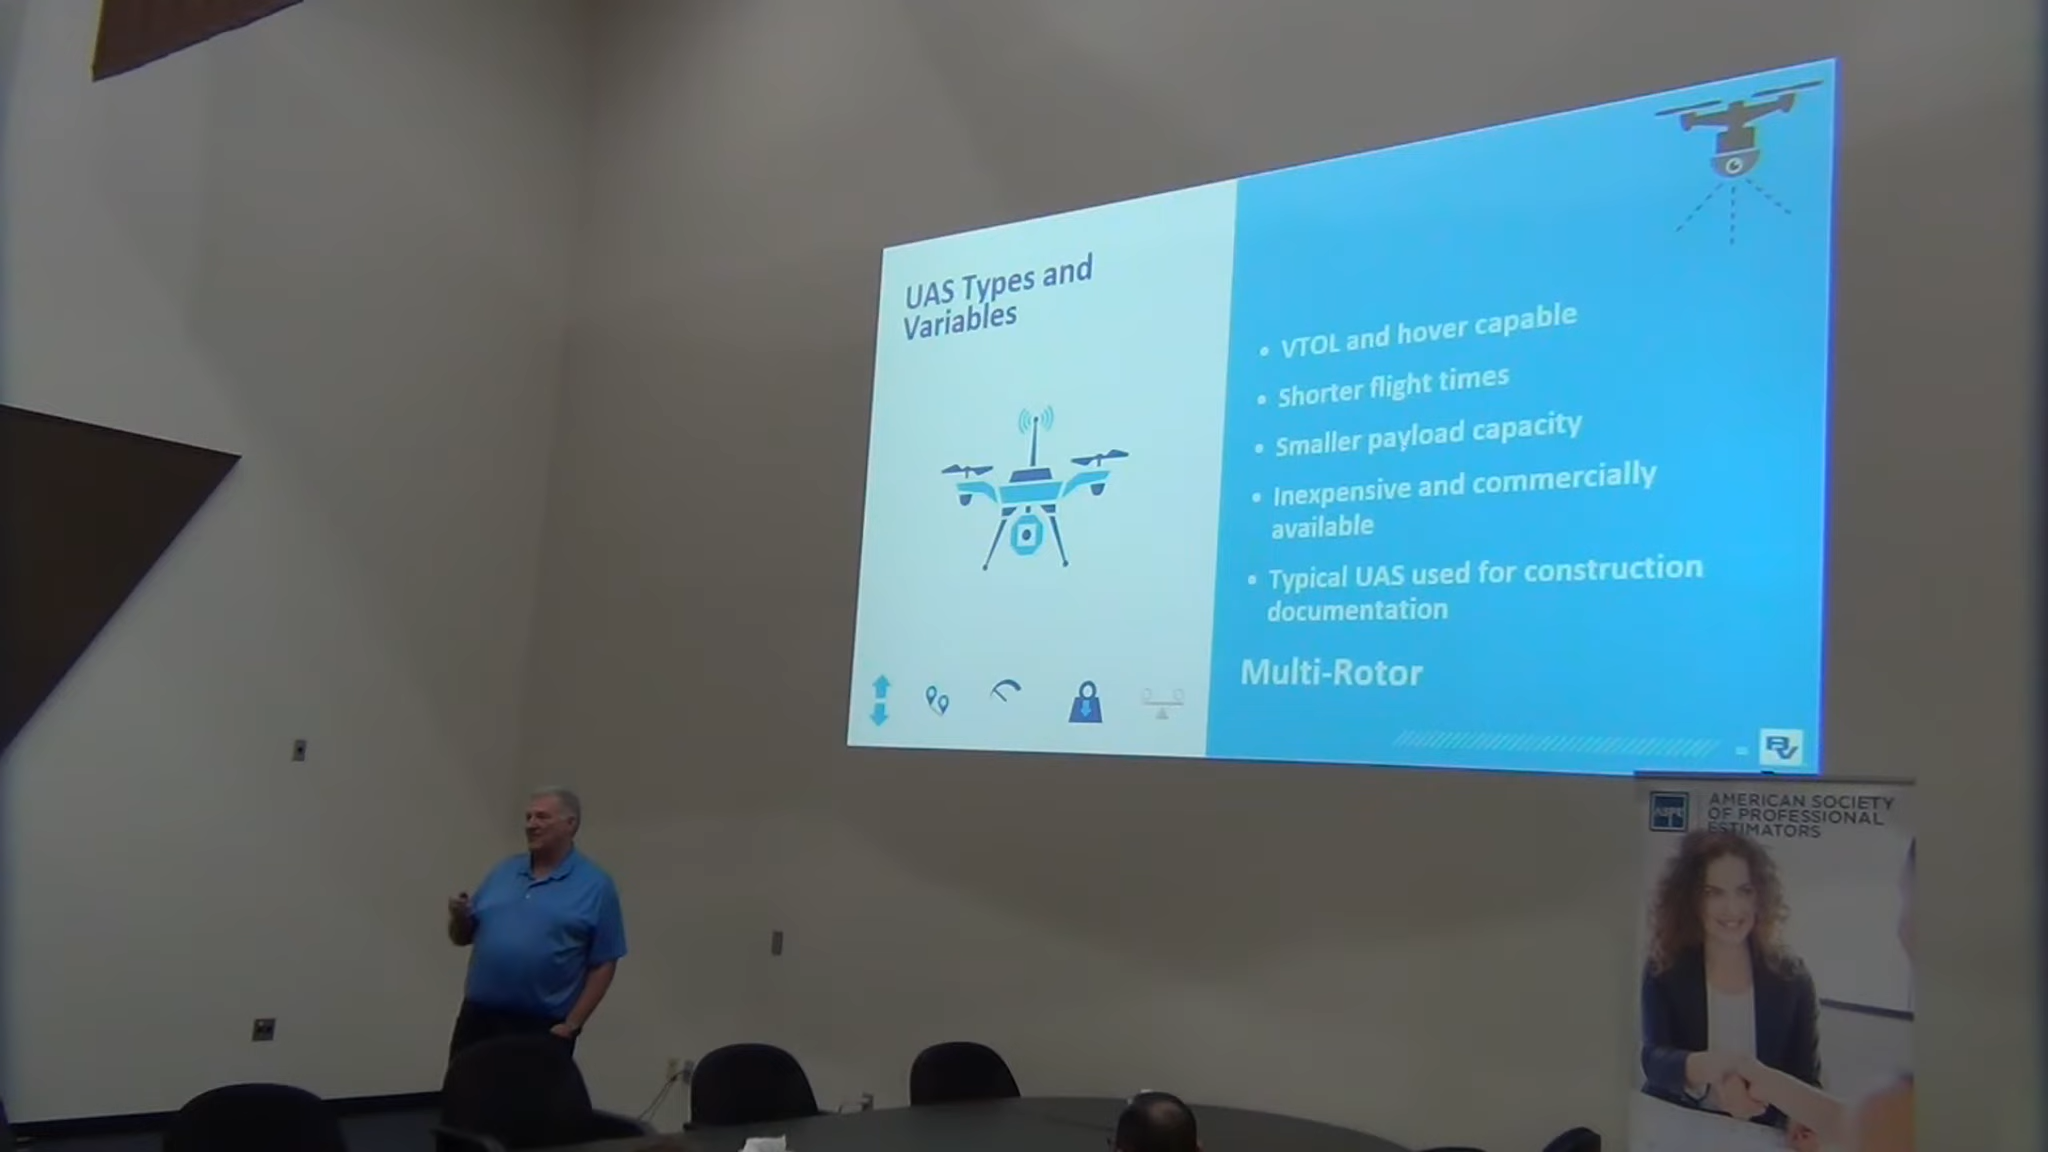 UAS Types and
Variables
• VTOL and hover capable
• Shorter flight times
• Smaller payload capacity
• Inexpensive and commercially
available
• Typical UAS used for construction
documentation
Multi-Rotor
BV
AMERICAN SOCIETY
OF PROFESSIONAL
ESTIMATORS